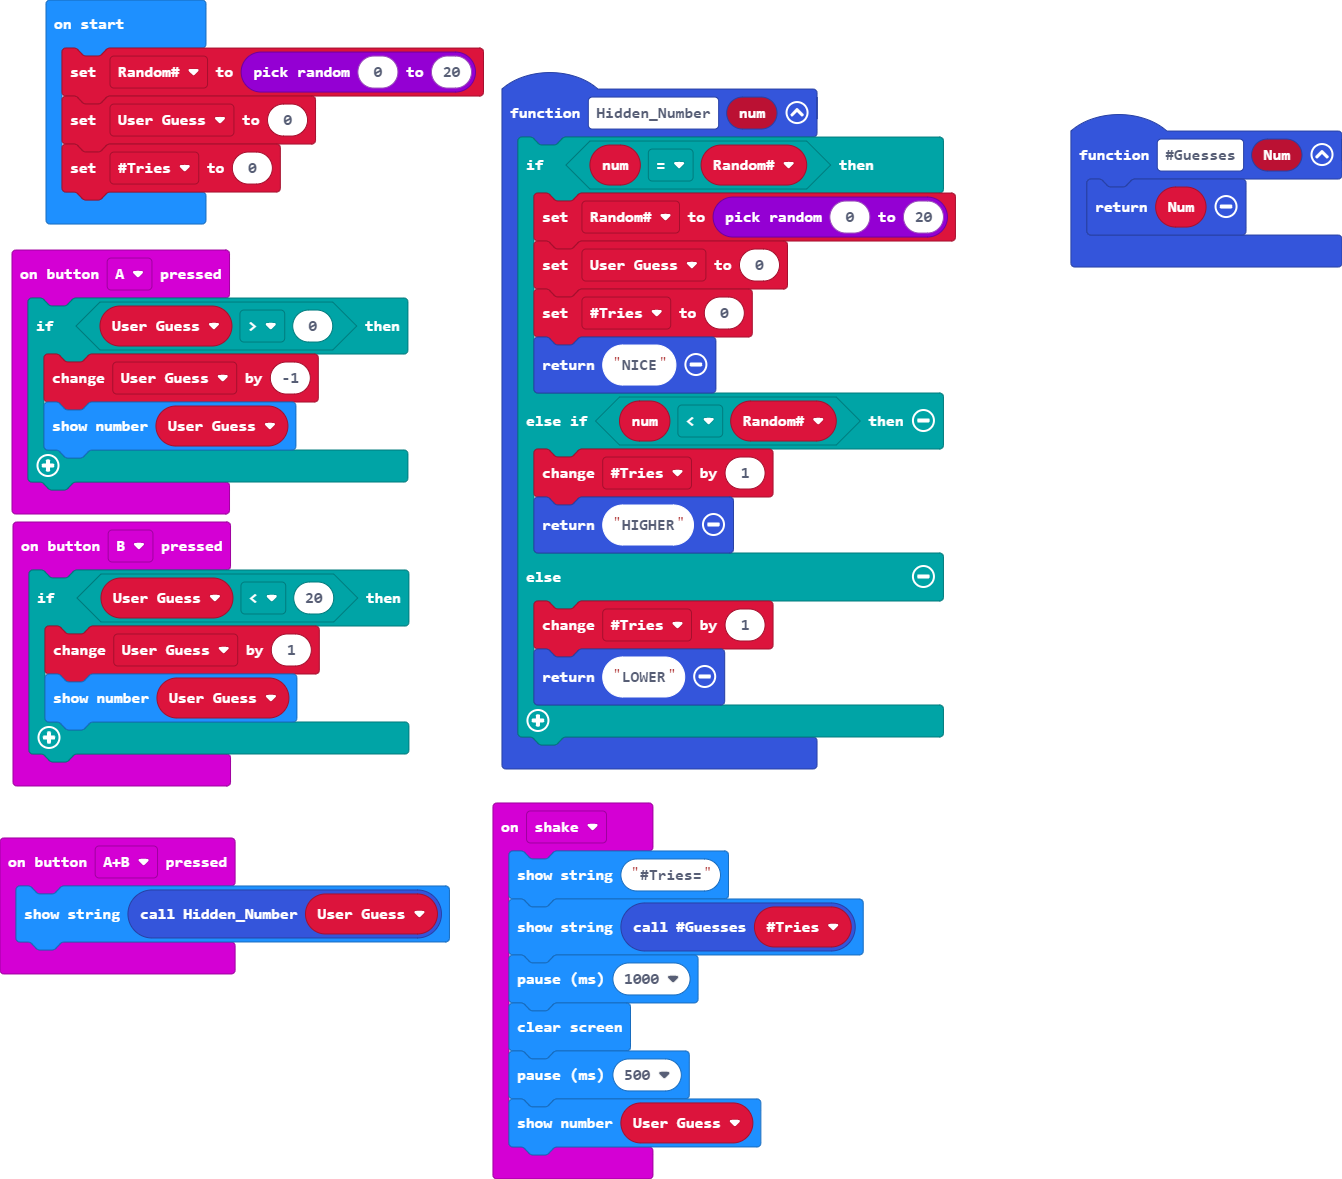 on start
set Random# to pick random 0 to 20
set User Guess to 0
set #Tries to 0
on button A pressed
if User Guess > 0 then
change User Guess by -1
show number User Guess
on button B pressed
if User Guess < 20 then
change User Guess by 1
show number User Guess
on button A+B pressed
show string call Hidden_Number User Guess
function Hidden_Number num
if num = Random# then
set Random# to pick random 0 to 20
set User Guess to 0
set #Tries to 0
return "NICE"
else if num < Random# then
change #Tries by 1
return "HIGHER"
else
change #Tries by 1
return "LOWER"
on shake
show string "#Tries="
show string call #Guesses #Tries
pause (ms) 1000
clear screen
pause (ms) 500
show number User Guess
function #Guesses Num
return Num